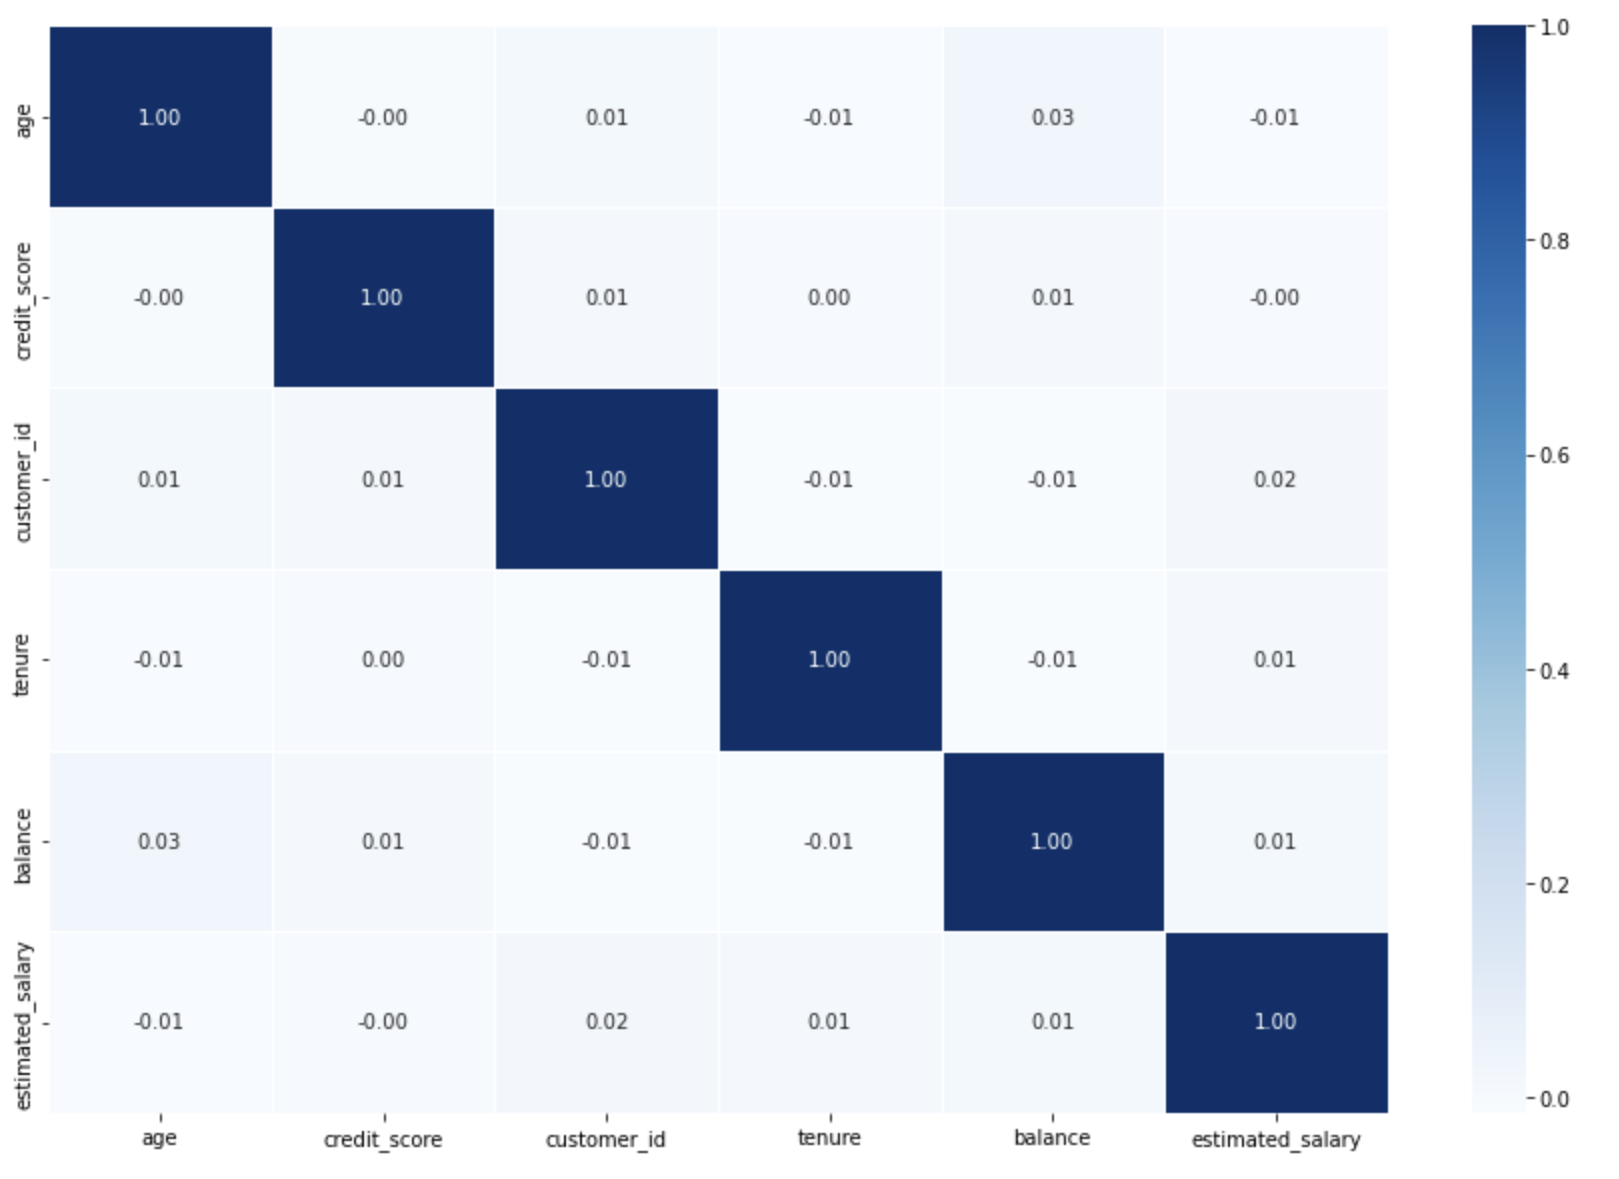 age 1.00 -0.00 0.01 -0.01 0.03 -0.01
credit_score -0.00 1.00 0.01 0.00 0.01 -0.00
customer_id 0.01 0.01 1.00 -0.01 -0.01 0.02
tenure -0.01 0.00 -0.01 1.00 -0.01 0.01
balance 0.03 0.01 -0.01 -0.01 1.00 0.01
estimated_salary -0.01 -0.00 0.02 0.01 0.01 1.00
age credit_score customer_id tenure balance estimated_salary
1.0
0.8
0.6
0.4
0.2
0.0